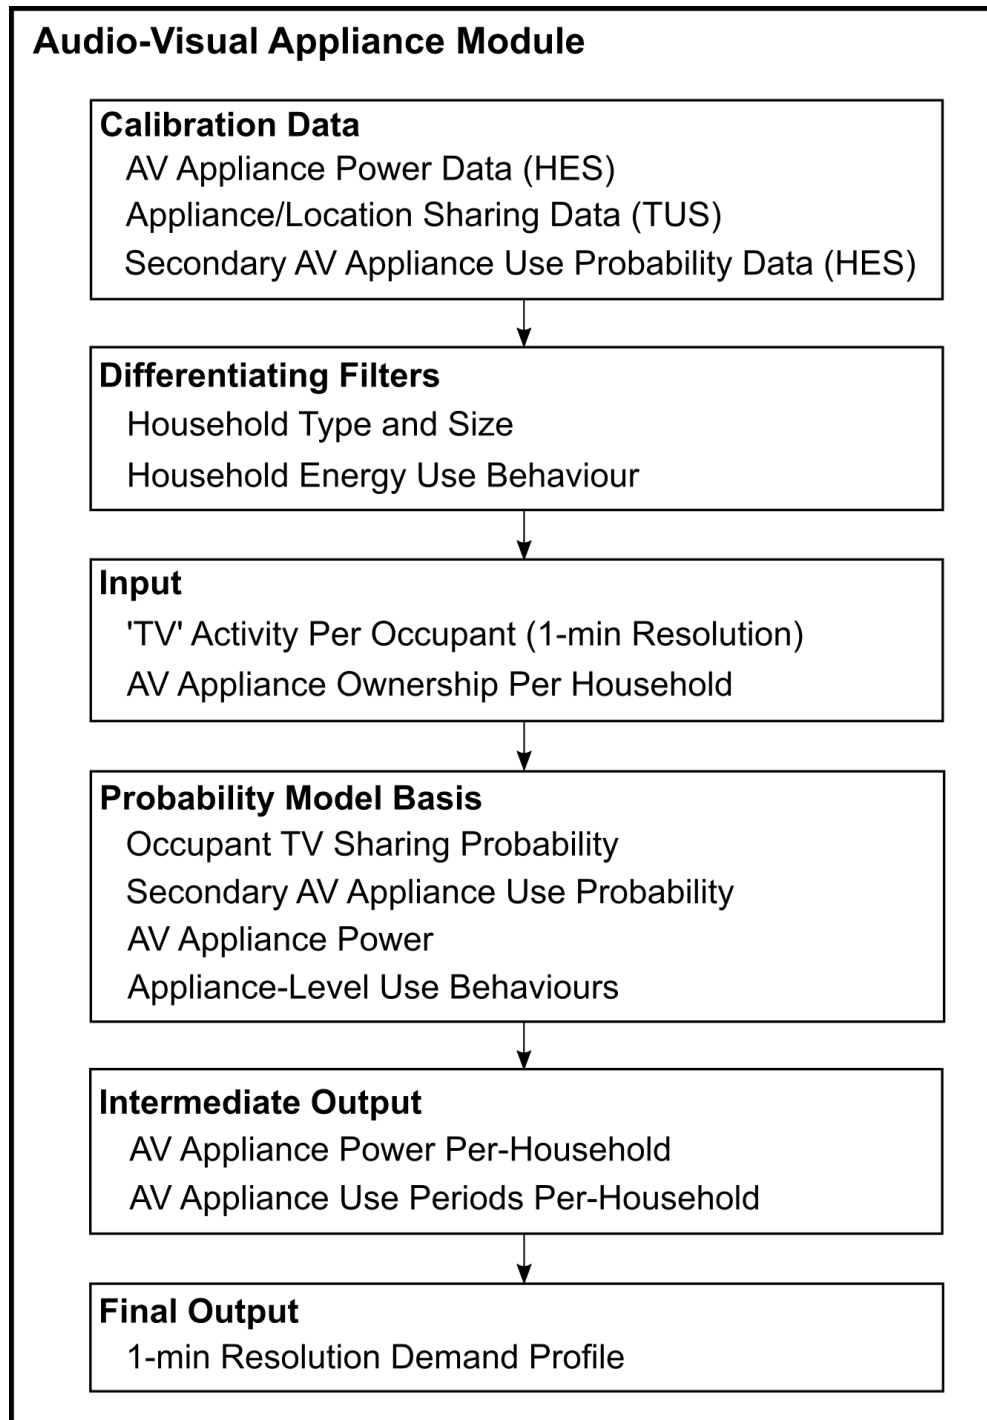 Audio-Visual Appliance Module
Calibration Data
AV Appliance Power Data (HES)
Appliance/Location Sharing Data (TUS)
Secondary AV Appliance Use Probability Data (HES)
Differentiating Filters
Household Type and Size
Household Energy Use Behaviour
Input
'TV' Activity Per Occupant (1-min Resolution)
AV Appliance Ownership Per Household
Probability Model Basis
Occupant TV Sharing Probability
Secondary AV Appliance Use Probability
AV Appliance Power
Appliance-Level Use Behaviours
Intermediate Output
AV Appliance Power Per-Household
AV Appliance Use Periods Per-Household
Final Output
1-min Resolution Demand Profile